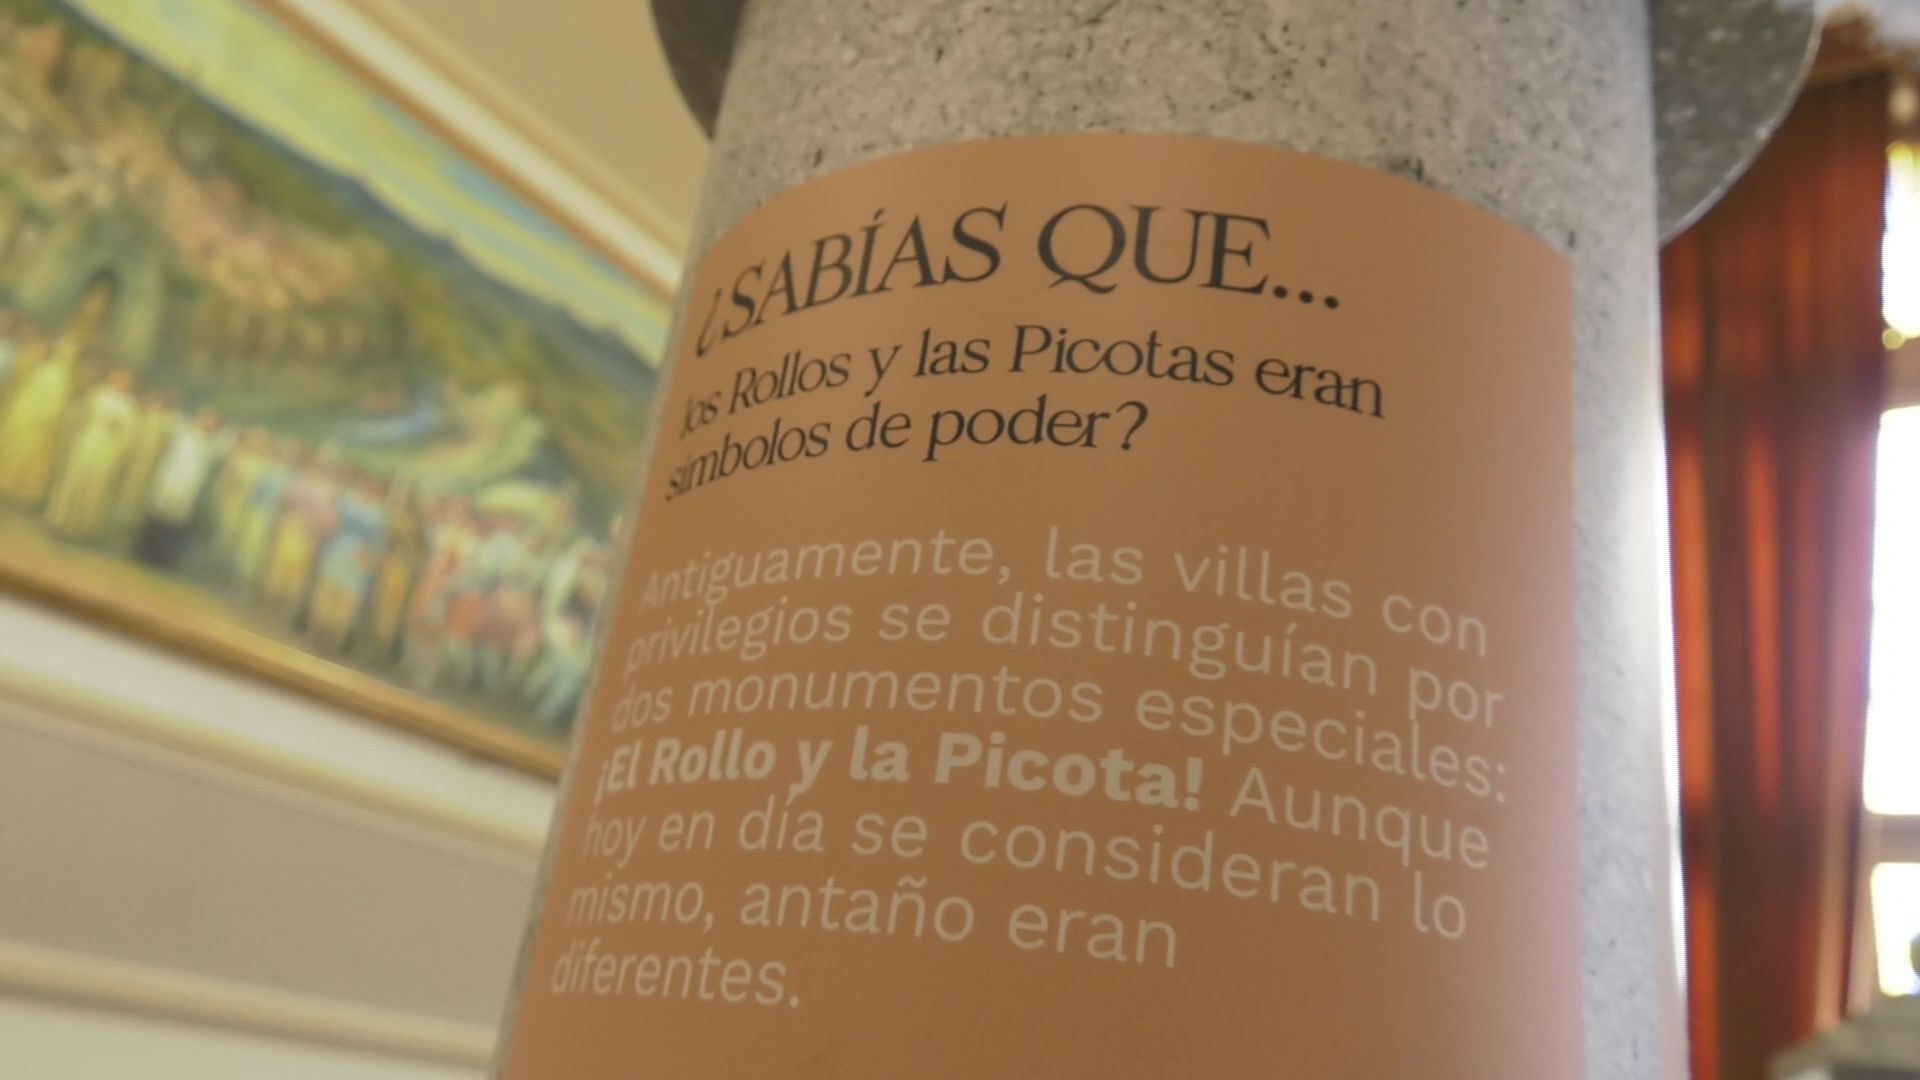 ¿SABÍAS QUE...
los Rollos y las Picotas eran
símbolos de poder?
Antiguamente, las villas con
privilegios se distinguían por
dos monumentos especiales:
¡El Rollo y la Picota! Aunque
hoy en día se consideran lo
mismo, antaño eran
diferentes.